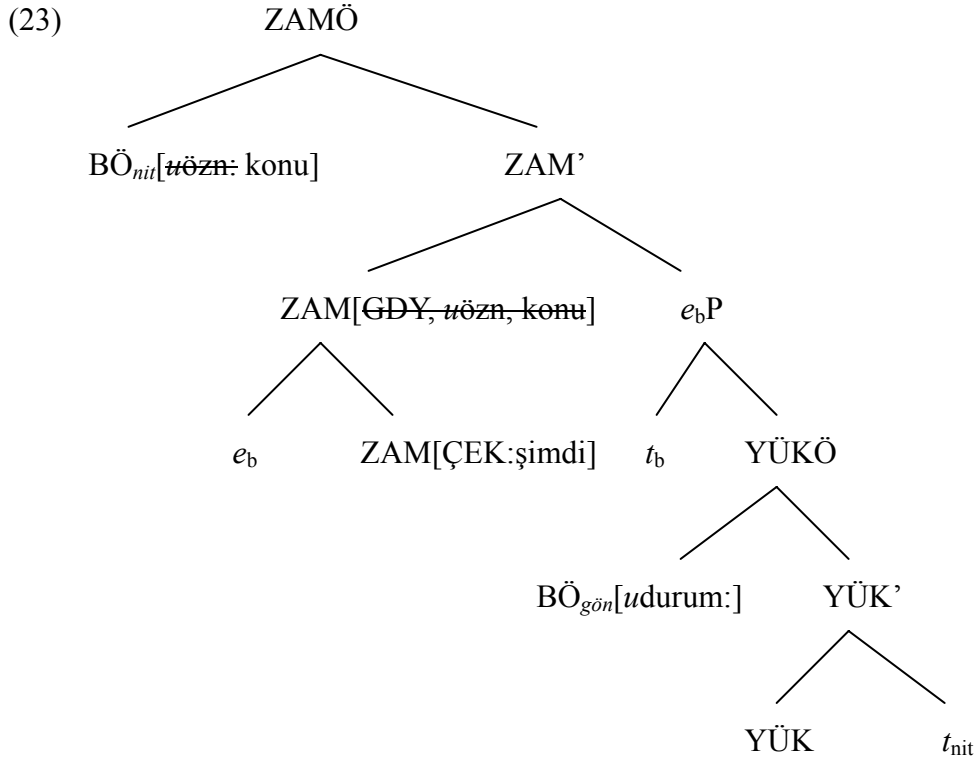 (23) ZAMÖ
BÖnit[uözn: konu] ZAM’
ZAM[GDY, uözn, konu] ebP
eb ZAM[ÇEK:şimdi] tb YÜKÖ
BÖgön[udurum:] YÜK’
YÜK tnit